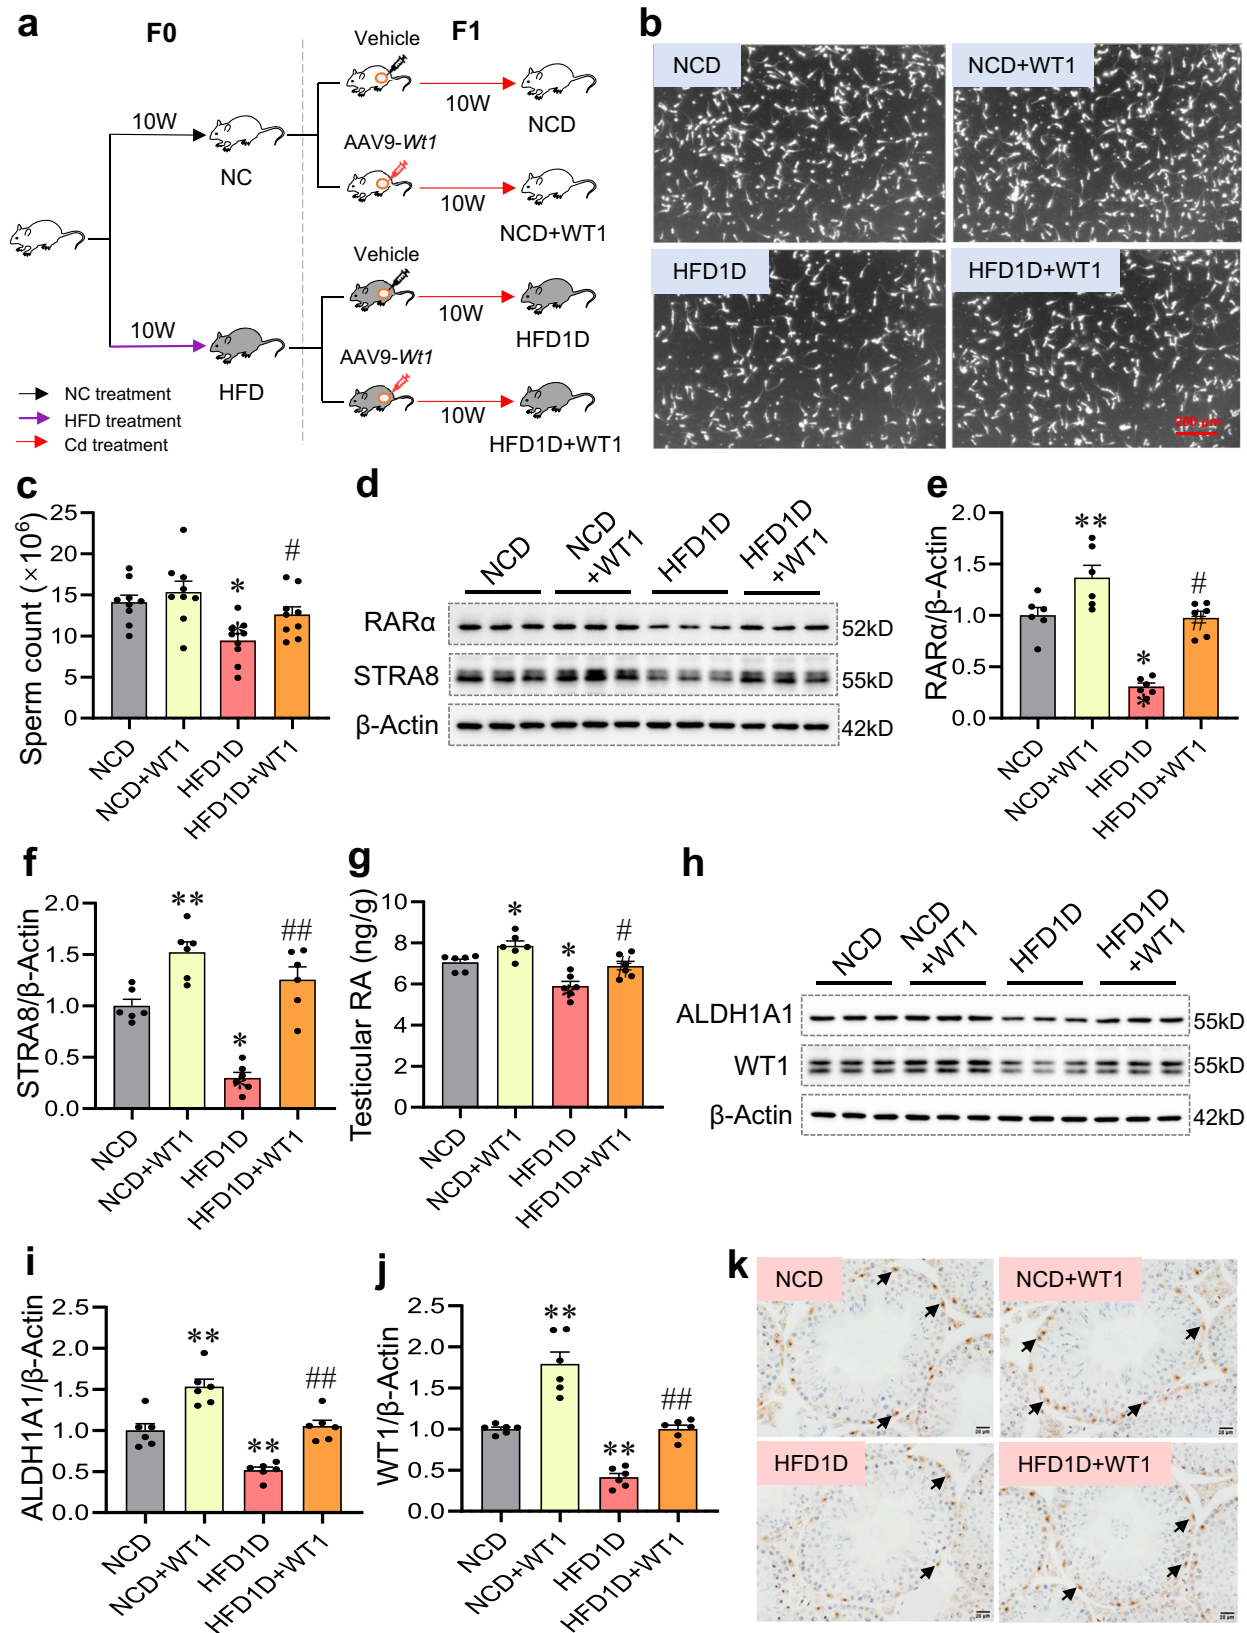 a
F0
F1
Vehicle
10W
NCD
10W
NC
AAV9-Wt1
10W
NCD+WT1
Vehicle
10W
HFD1D
10W
HFD
AAV9-Wt1
10W
HFD1D+WT1
NC treatment
HFD treatment
Cd treatment
b
NCD
NCD+WT1
HFD1D
HFD1D+WT1
200 μm
c
Sperm count (×10⁶)
25
20
15
10
5
0
*
#
NCD
NCD+WT1
HFD1D
HFD1D+WT1
d
NCD
NCD
+WT1
HFD1D
HFD1D
+WT1
RARα
52kD
STRA8
55kD
β-Actin
42kD
e
RARα/β-Actin
2.0
1.5
1.0
0.5
0.0
**
*
*
#
#
NCD
NCD+WT1
HFD1D
HFD1D+WT1
f
STRA8/β-Actin
2.0
1.5
1.0
0.5
0.0
**
*
*
##
NCD
NCD+WT1
HFD1D
HFD1D+WT1
g
Testicular RA (ng/g)
10
8
6
4
2
0
*
*
*
#
#
NCD
NCD+WT1
HFD1D
HFD1D+WT1
h
NCD
NCD
+WT1
HFD1D
HFD1D
+WT1
ALDH1A1
55kD
WT1
55kD
β-Actin
42kD
i
ALDH1A1/β-Actin
2.5
2.0
1.5
1.0
0.5
0.0
**
**
##
NCD
NCD+WT1
HFD1D
HFD1D+WT1
j
WT1/β-Actin
2.5
2.0
1.5
1.0
0.5
0.0
**
**
##
NCD
NCD+WT1
HFD1D
HFD1D+WT1
k
NCD
NCD+WT1
20 μm
20 μm
HFD1D
HFD1D+WT1
20 μm
20 μm